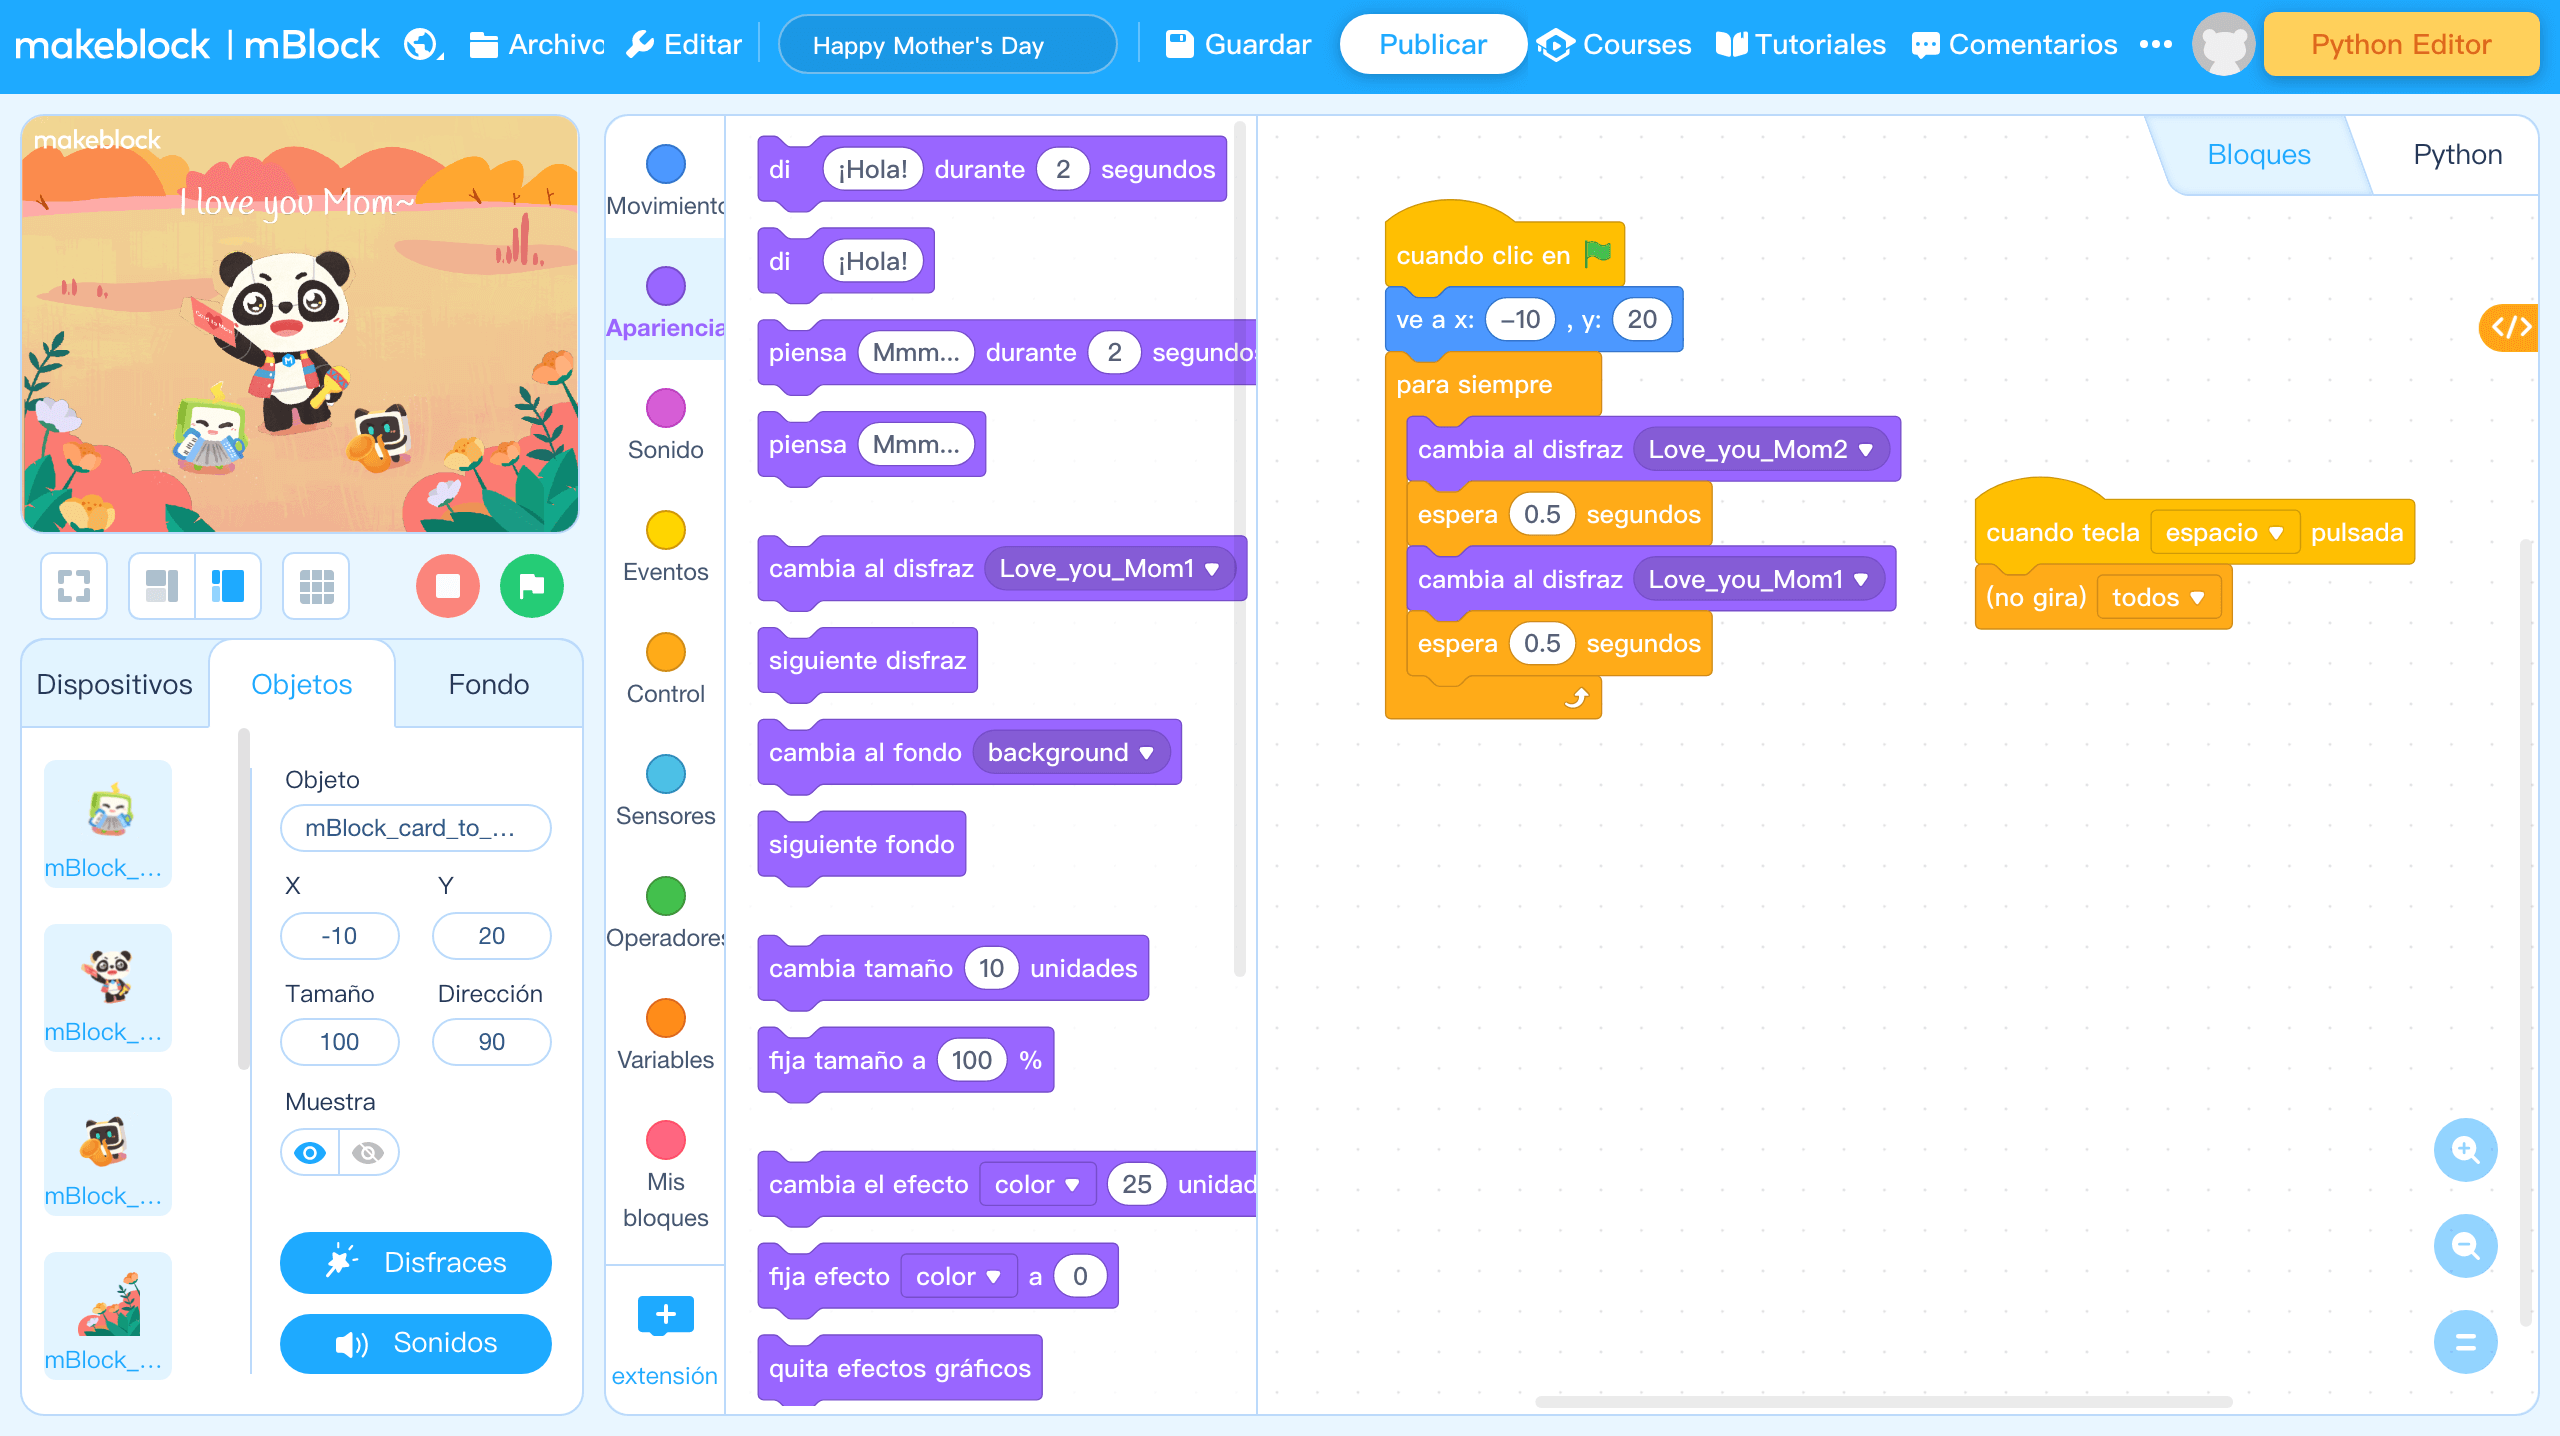 makeblock | mBlock
Archivo
Editar
Happy Mother's Day
Guardar
Publicar
Courses
Tutoriales
Comentarios
Python Editor
makeblock
I love you Mom~
Dispositivos
Objetos
Fondo
mBlock_...
mBlock_...
mBlock_...
mBlock_...
Objeto
mBlock_card_to_...
X
Y
-10
20
Tamaño
Dirección
100
90
Muestra
Disfraces
Sonidos
Movimiento
Apariencia
Sonido
Eventos
Control
Sensores
Operadores
Variables
Mis
bloques
extensión
di ¡Hola! durante 2 segundos
di ¡Hola!
piensa Mmm... durante 2 segundos
piensa Mmm...
cambia al disfraz Love_you_Mom1
siguiente disfraz
cambia al fondo background
siguiente fondo
cambia tamaño 10 unidades
fija tamaño a 100 %
cambia el efecto color 25 unidad
fija efecto color a 0
quita efectos gráficos
Bloques
Python
cuando clic en
ve a x: -10 , y: 20
para siempre
cambia al disfraz Love_you_Mom2
espera 0.5 segundos
cambia al disfraz Love_you_Mom1
espera 0.5 segundos
cuando tecla espacio pulsada
(no gira) todos